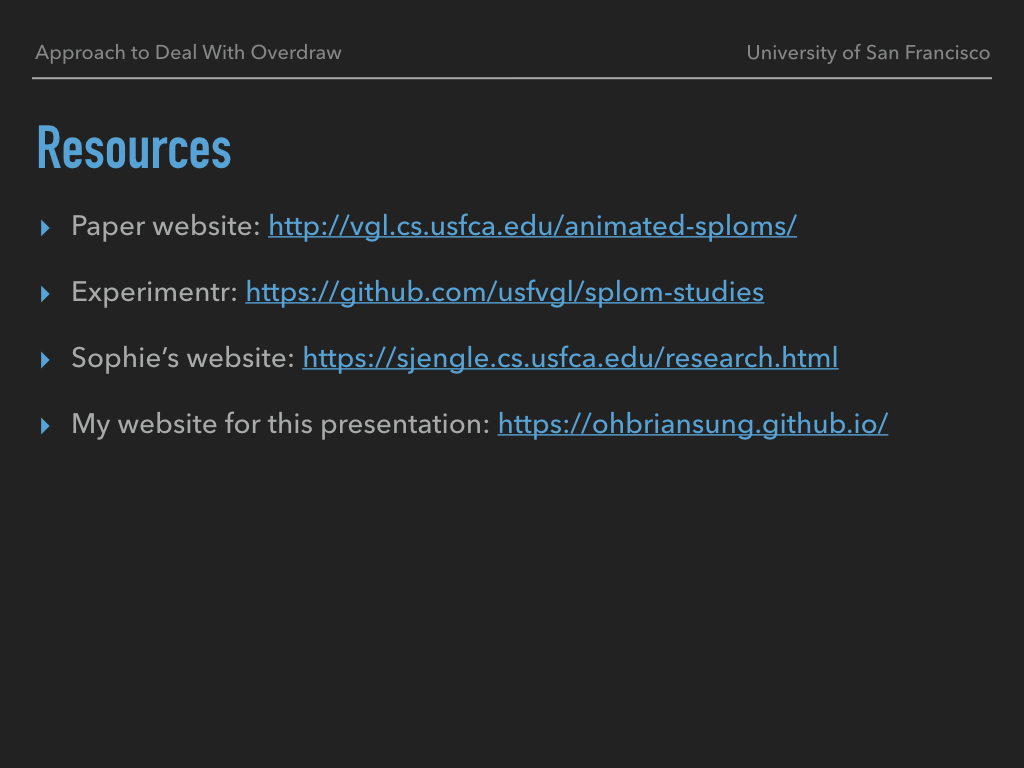 Approach to Deal With Overdraw
University of San Francisco
Resources
Paper website: http://vgl.cs.usfca.edu/animated-sploms/
Experimentr: https://github.com/usfvgl/splom-studies
Sophie’s website: https://sjengle.cs.usfca.edu/research.html
My website for this presentation: https://ohbriansung.github.io/